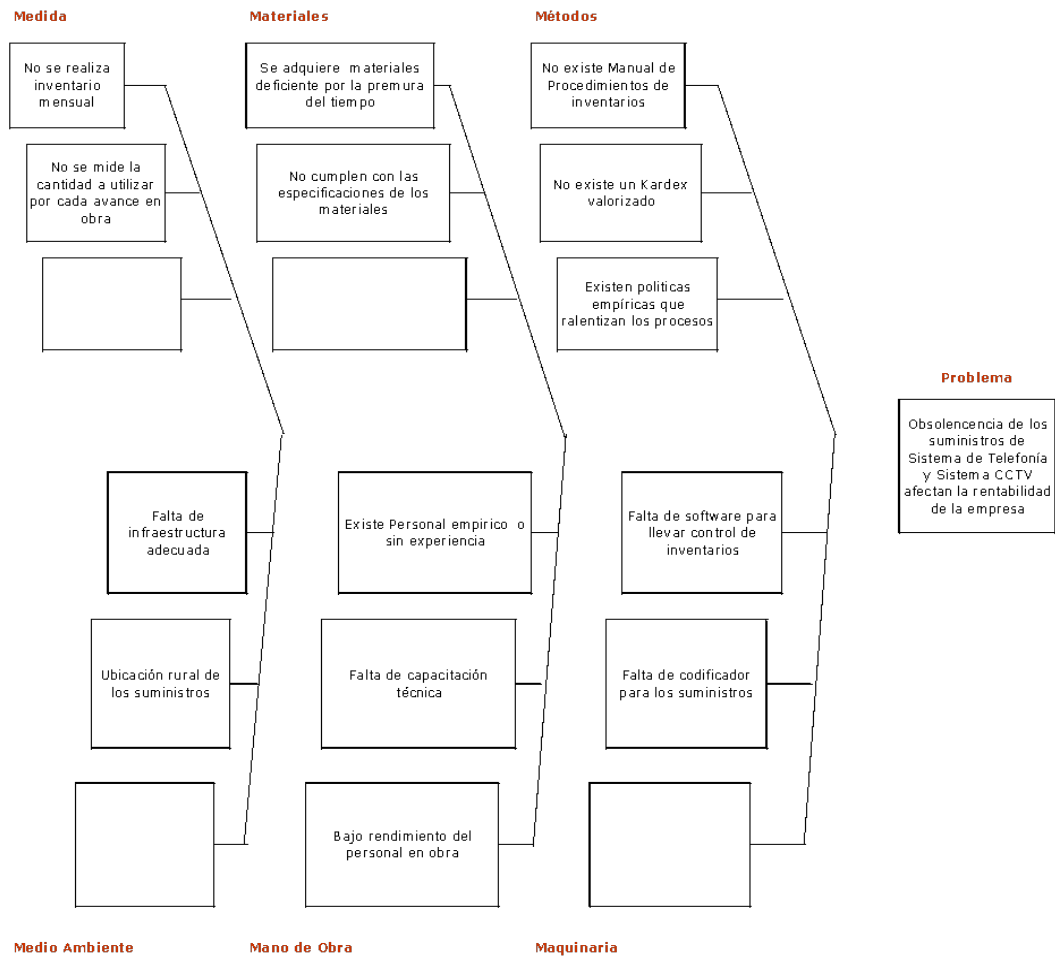 Medida
Materiales
Métodos
No se realiza
inventario
mensual
Se adquiere materiales
deficiente por la premura
del tiempo
No existe Manual de
Procedimientos de
inventarios
No se mide la
cantidad a utilizar
por cada avance en
obra
No cumplen con las
especificaciones de los
materiales
No existe un Kardex
valorizado
Existen politicas
empíricas que
ralentizan los procesos
Problema
Obsolencencia de los
suministros de
Sistema de Telefonía
y Sistema CCTV
afectan la rentabilidad
de la empresa
Falta de
infraestructura
adecuada
Existe Personal empirico o
sin experiencia
Falta de software para
llevar control de
inventarios
Ubicación rural de
los suministros
Falta de capacitación
técnica
Falta de codificador
para los suministros
Bajo rendimiento del
personal en obra
Medio Ambiente
Mano de Obra
Maquinaria